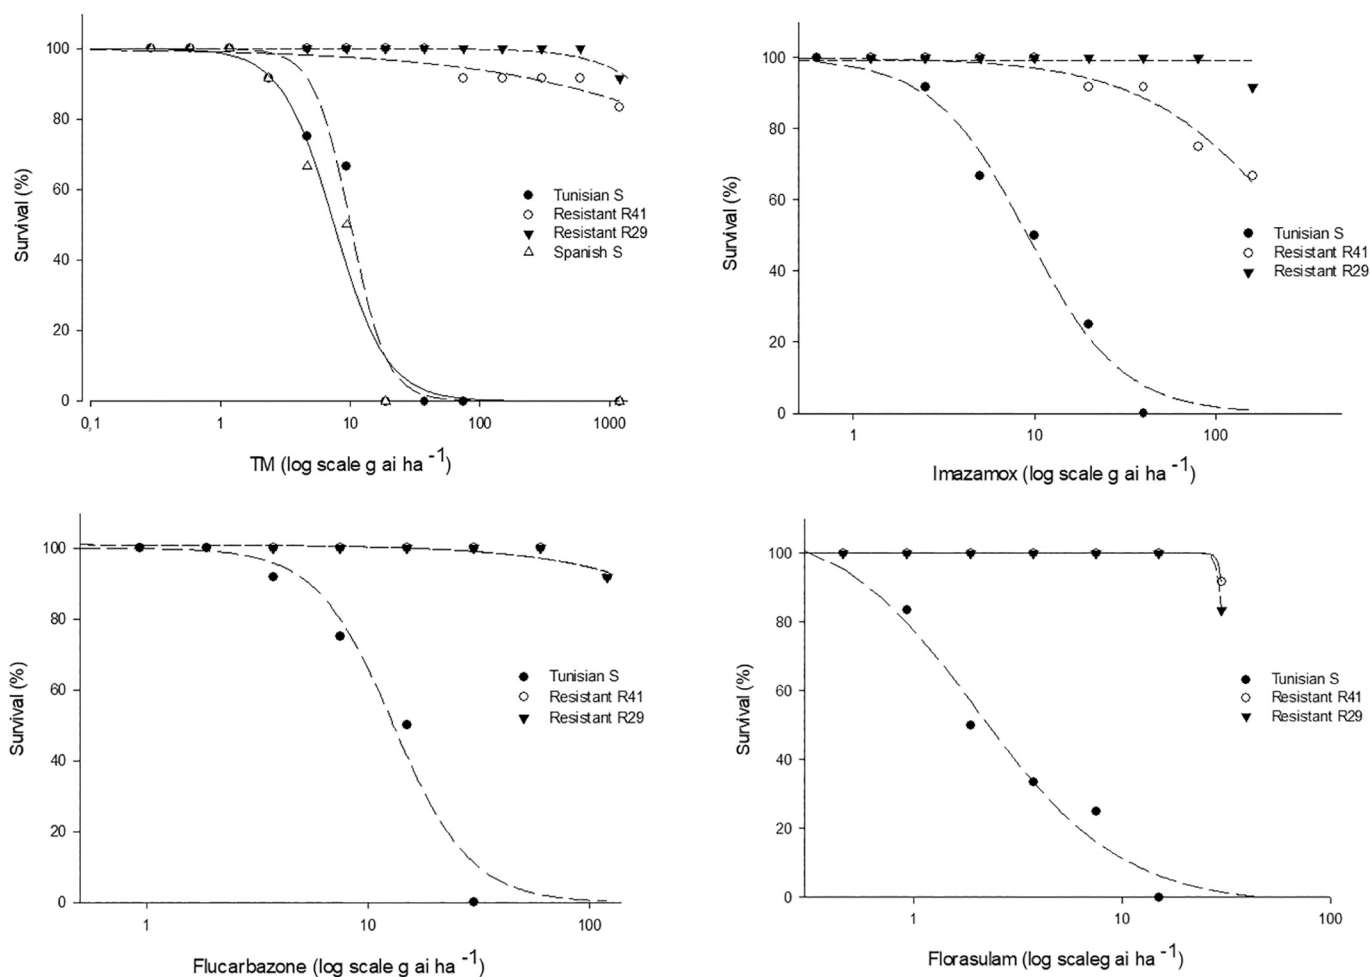 100
80
60
40
20
0
Survival (%)
0,1 1 10 100 1000
TM (log scale g ai ha -1)
Tunisian S
Resistant R41
Resistant R29
Spanish S
100
80
60
40
20
0
Survival (%)
1 10 100
Imazamox (log scale g ai ha -1)
Tunisian S
Resistant R41
Resistant R29
100
80
60
40
20
0
Survival (%)
1 10 100
Flucarbazone (log scale g ai ha -1)
Tunisian S
Resistant R41
Resistant R29
100
80
60
40
20
0
Survival (%)
1 10 100
Florasulam (log scaleg ai ha -1)
Tunisian S
Resistant R41
Resistant R29